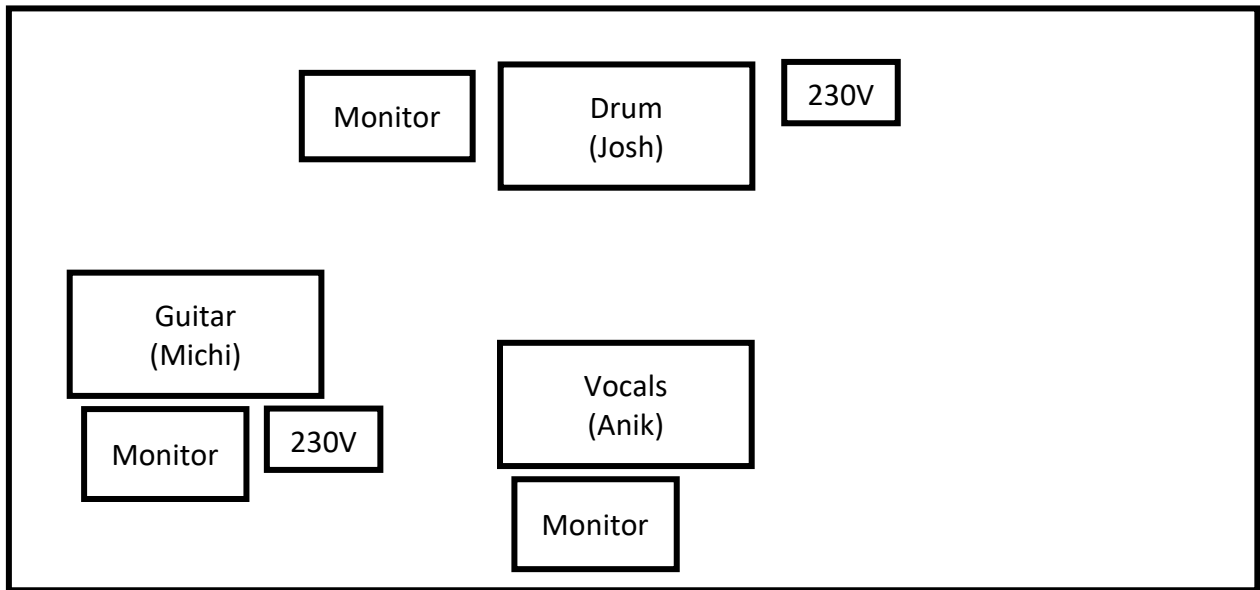 Monitor
Drum
(Josh)
230V
Guitar
(Michi)
Monitor
230V
Vocals
(Anik)
Monitor